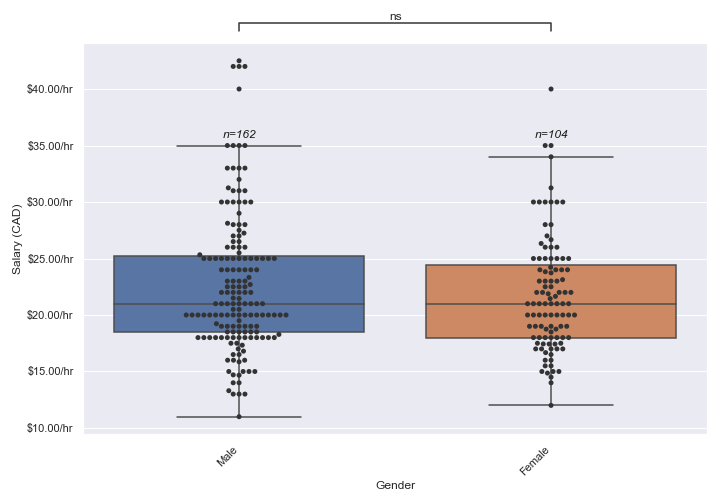 ns
$40.00/hr
$35.00/hr
$30.00/hr
$25.00/hr
$20.00/hr
$15.00/hr
$10.00/hr
Salary (CAD)
n=162
n=104
Male
Female
Gender